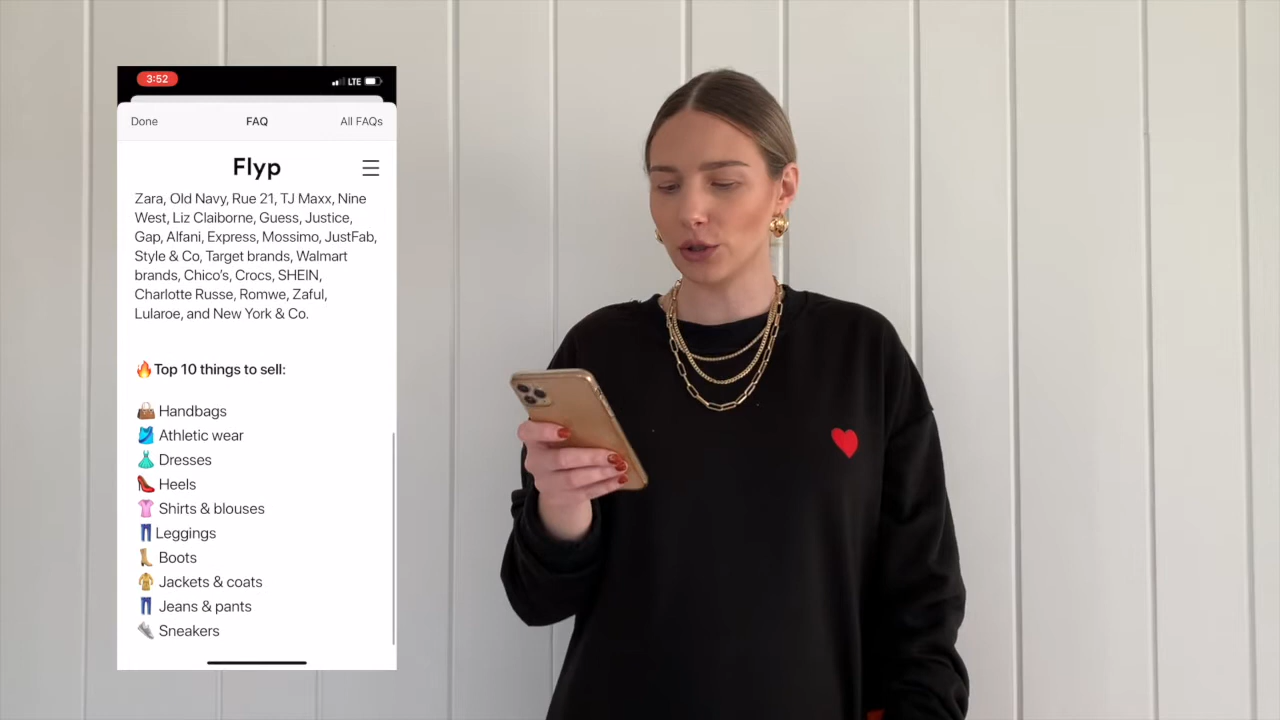 3:52
LTE
Done
FAQ
All FAQs
Flyp
Zara, Old Navy, Rue 21, TJ Maxx, Nine
West, Liz Claiborne, Guess, Justice,
Gap, Alfani, Express, Mossimo, JustFab,
Style & Co, Target brands, Walmart
brands, Chico's, Crocs, SHEIN,
Charlotte Russe, Romwe, Zaful,
Lularoe, and New York & Co.
🔥Top 10 things to sell:
👜 Handbags
🎽 Athletic wear
👗 Dresses
👠 Heels
👚 Shirts & blouses
👖Leggings
👢 Boots
🧥 Jackets & coats
👖 Jeans & pants
👟 Sneakers